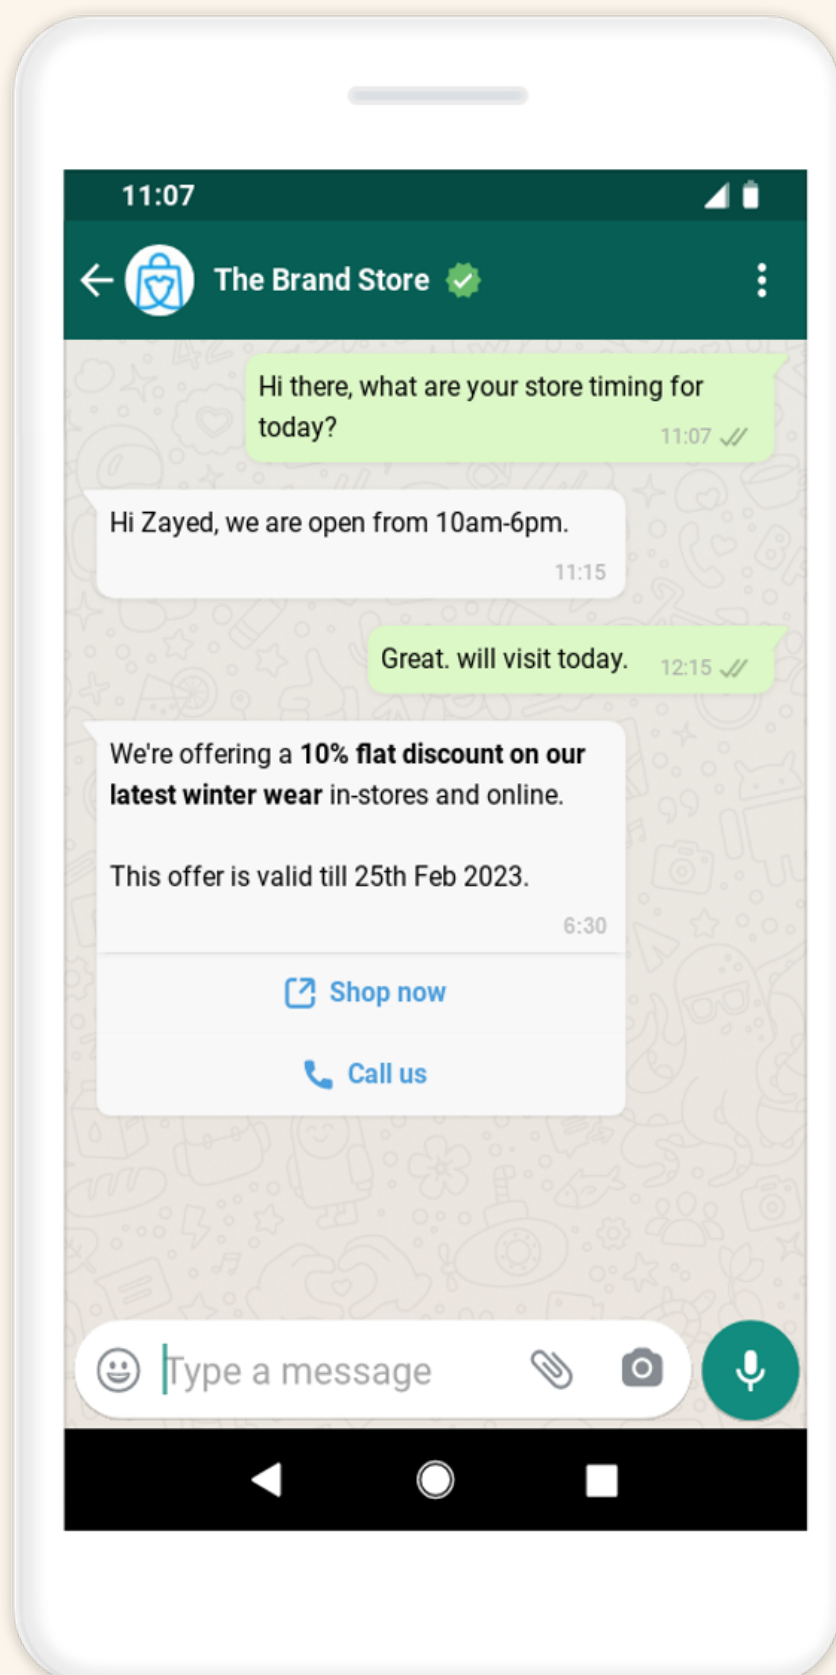 11:07
The Brand Store
Hi there, what are your store timing for
today?
11:07
Hi Zayed, we are open from 10am-6pm.
11:15
Great. will visit today.
12:15
We're offering a 10% flat discount on our
latest winter wear in-stores and online.
This offer is valid till 25th Feb 2023.
6:30
Shop now
Call us
Type a message